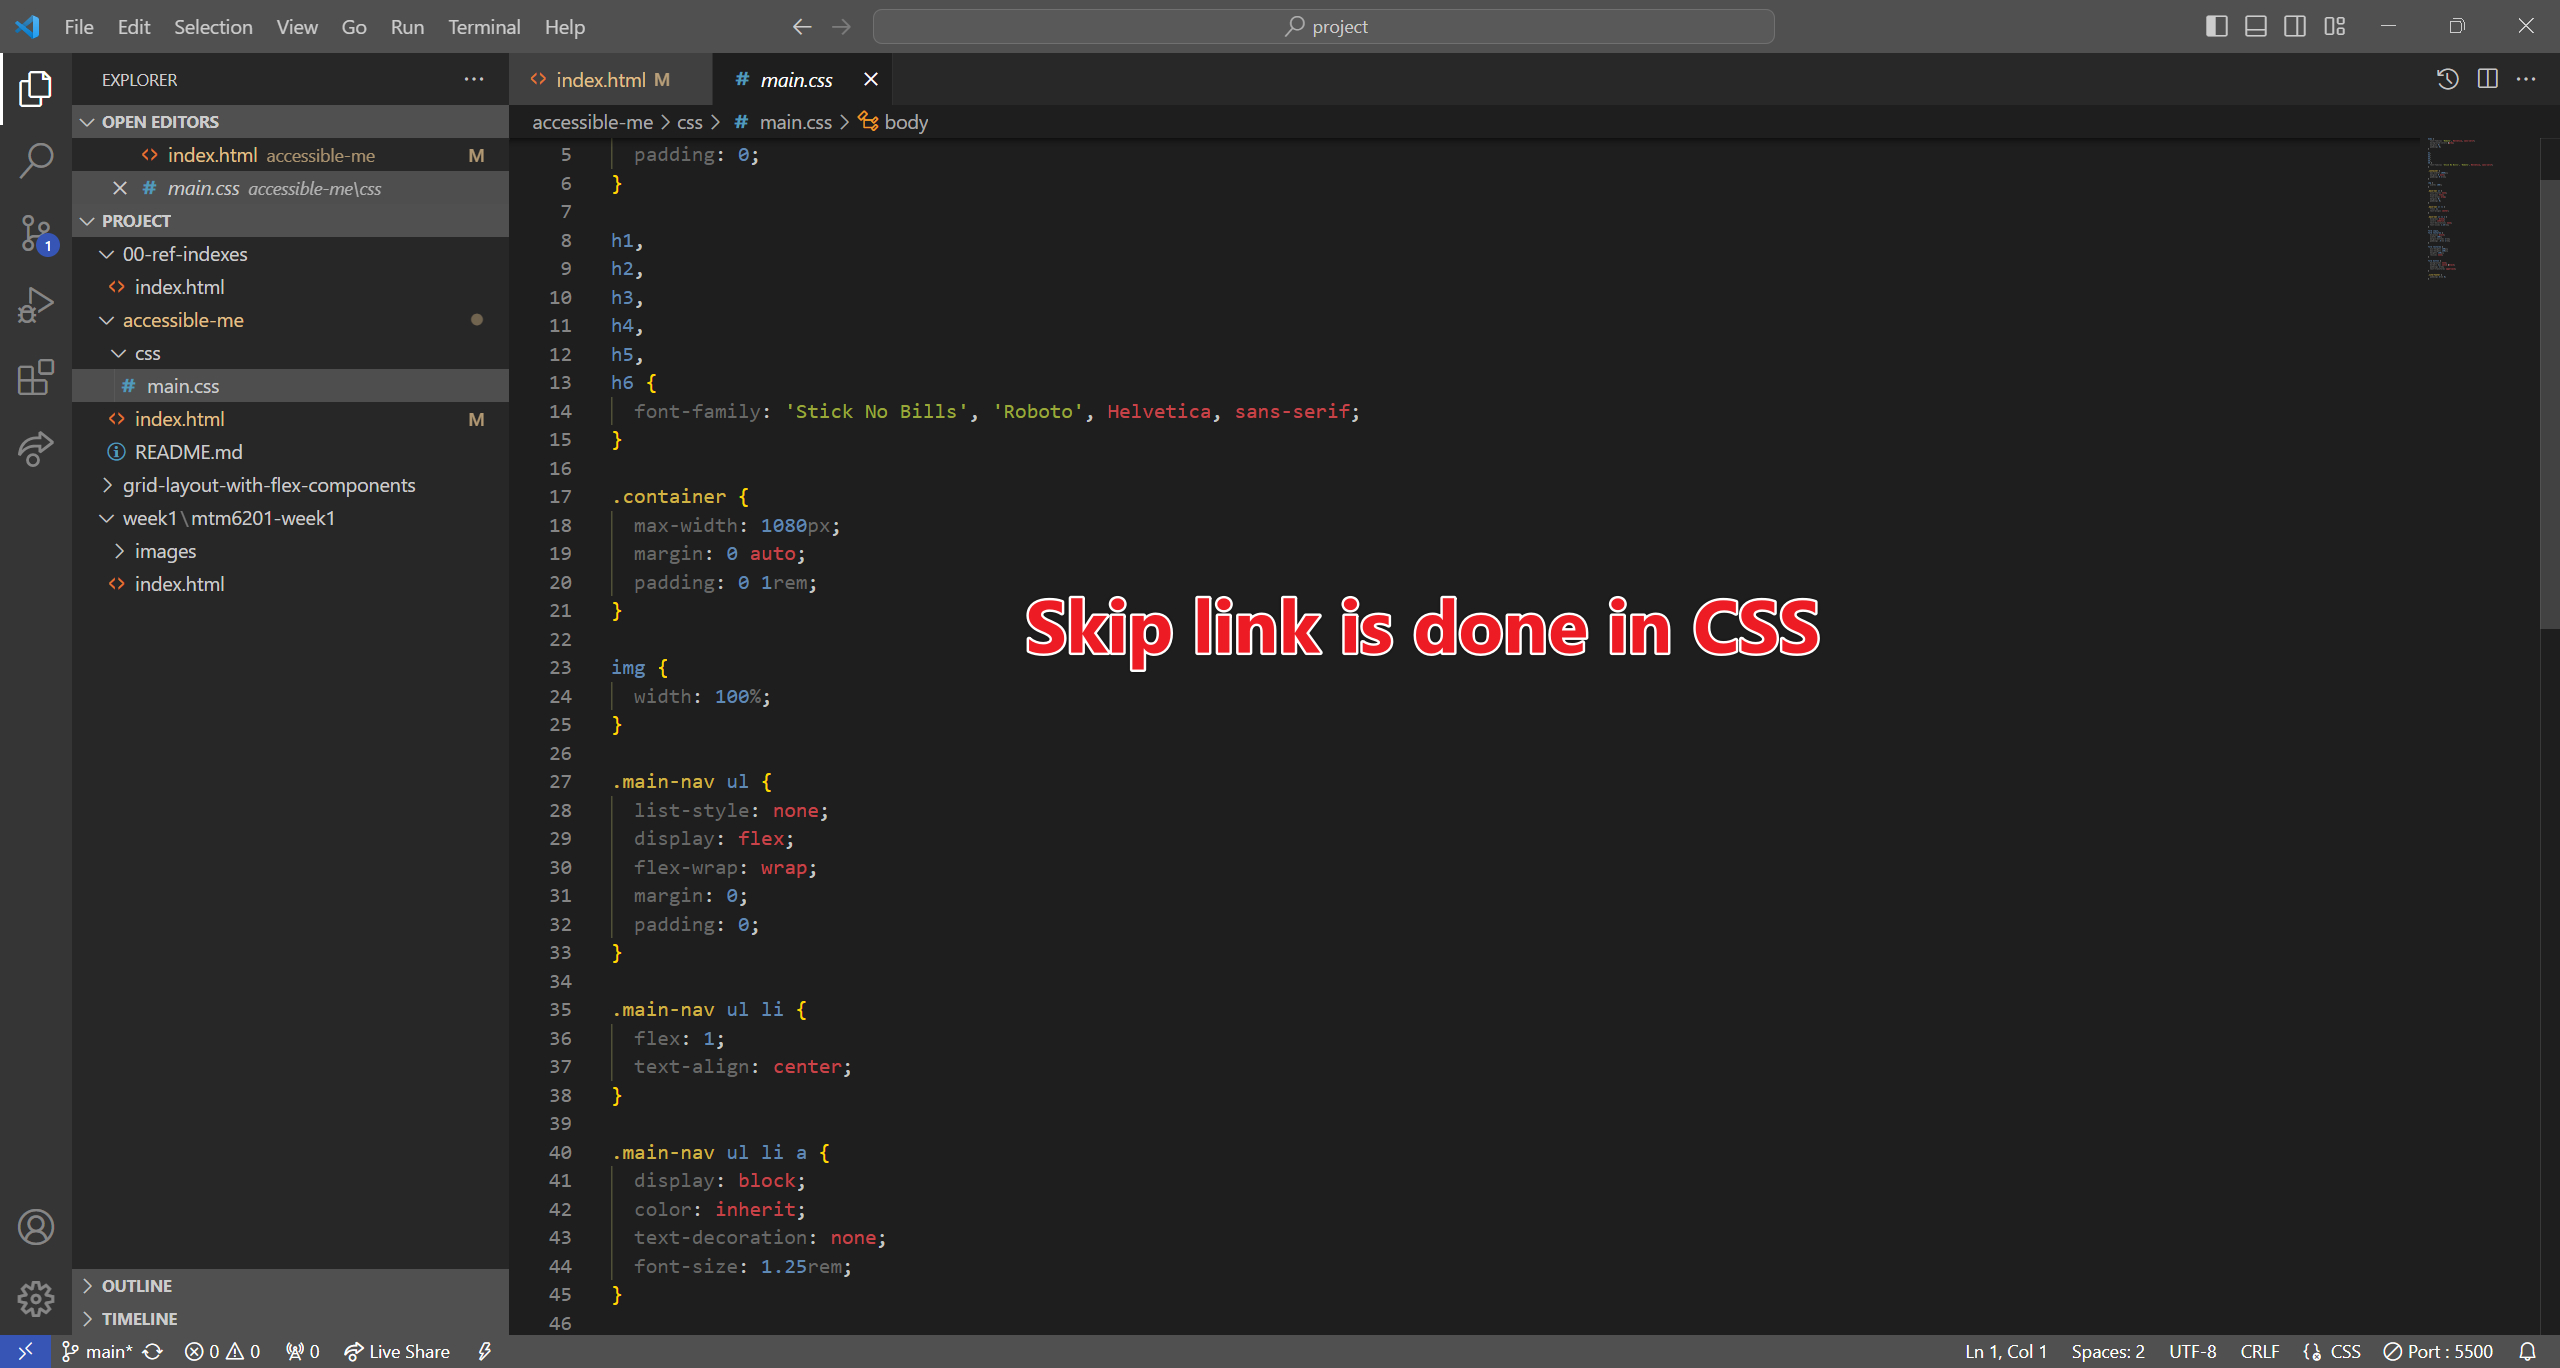 File Edit Selection View Go Run Terminal Help
project
EXPLORER
OPEN EDITORS
index.html accessible-me M
main.css accessible-me\css
PROJECT
00-ref-indexes
index.html
accessible-me
css
main.css
index.html M
README.md
grid-layout-with-flex-components
week1\mtm6201-week1
images
index.html
OUTLINE
TIMELINE
1
index.html M
# main.css
accessible-me > css > # main.css > body
5 padding: 0;
6 }
7
8 h1,
9 h2,
10 h3,
11 h4,
12 h5,
13 h6 {
14 font-family: 'Stick No Bills', 'Roboto', Helvetica, sans-serif;
15 }
16
17 .container {
18 max-width: 1080px;
19 margin: 0 auto;
20 padding: 0 1rem;
21 }
22
23 img {
24 width: 100%;
25 }
26
27 .main-nav ul {
28 list-style: none;
29 display: flex;
30 flex-wrap: wrap;
31 margin: 0;
32 padding: 0;
33 }
34
35 .main-nav ul li {
36 flex: 1;
37 text-align: center;
38 }
39
40 .main-nav ul li a {
41 display: block;
42 color: inherit;
43 text-decoration: none;
44 font-size: 1.25rem;
45 }
46
Skip link is done in CSS
main* 0 0 0 Live Share
Ln 1, Col 1 Spaces: 2 UTF-8 CRLF CSS Port : 5500